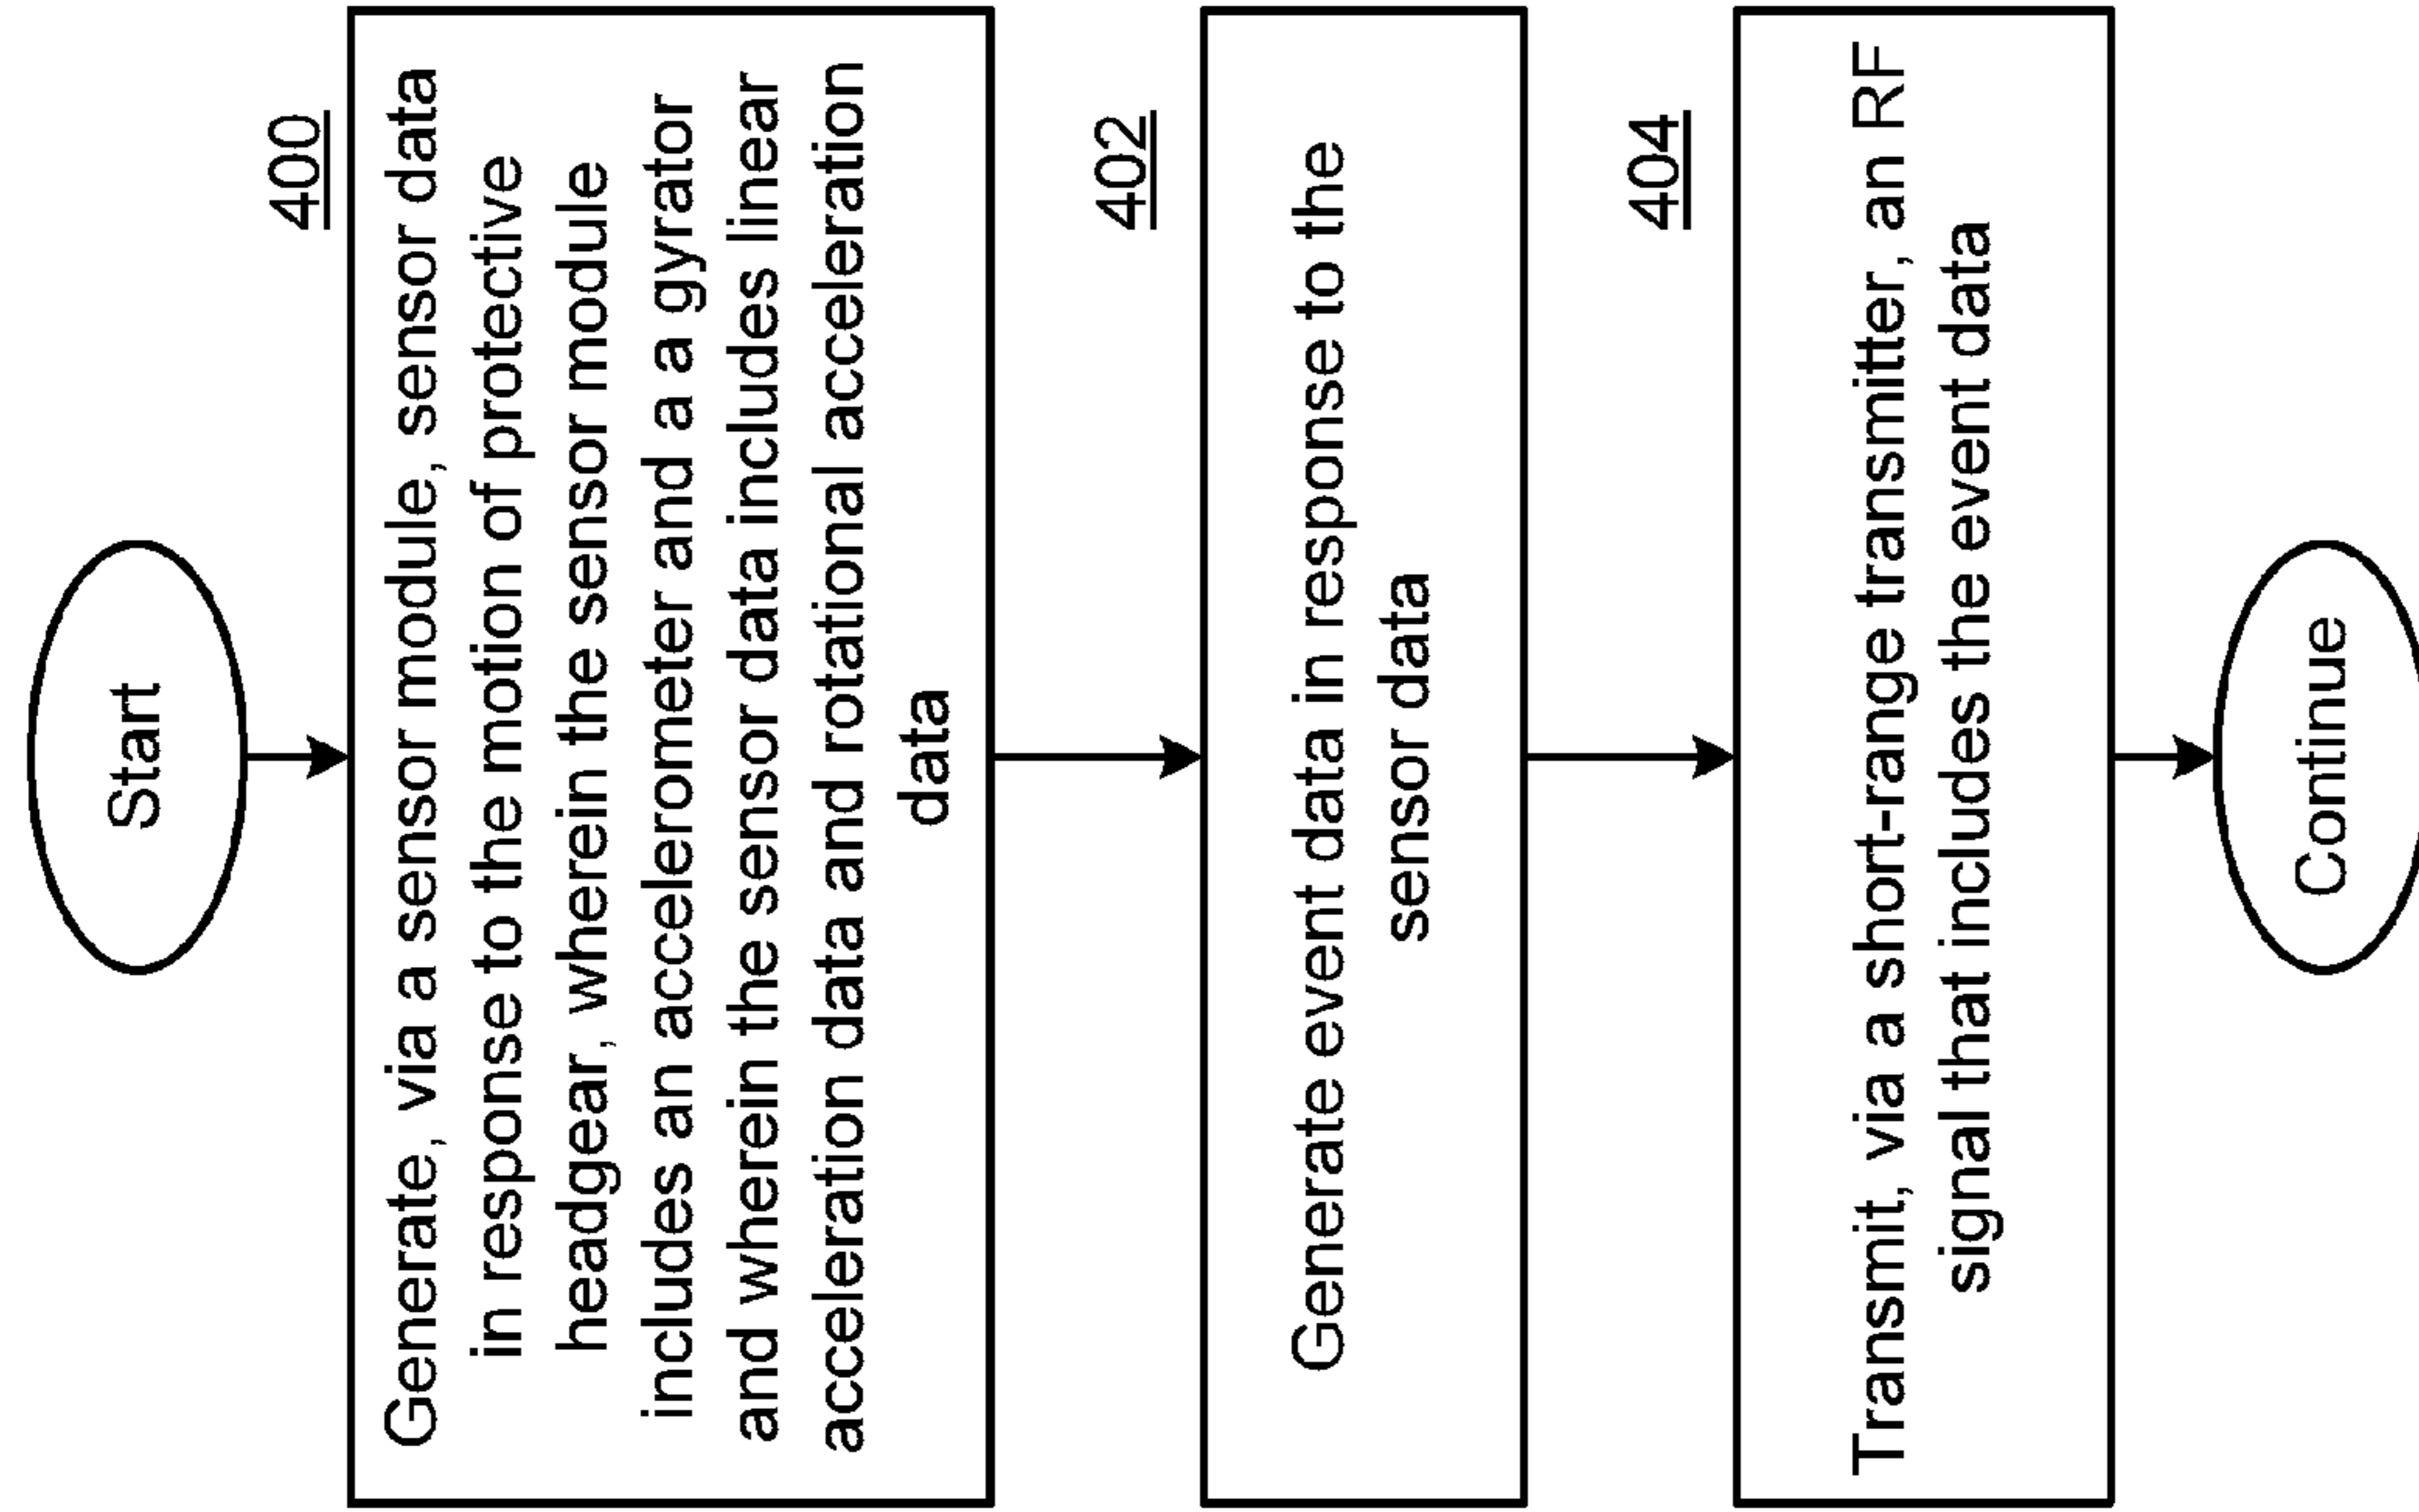 Start
400
Generate, via a sensor module, sensor data
in response to the motion of protective
headgear, wherein the sensor module
includes an accelerometer and a a gyrator
and wherein the sensor data includes linear
acceleration data and rotational acceleration
data
402
Generate event data in response to the
sensor data
404
Transmit, via a short-range transmitter, an RF
signal that includes the event data
Continue